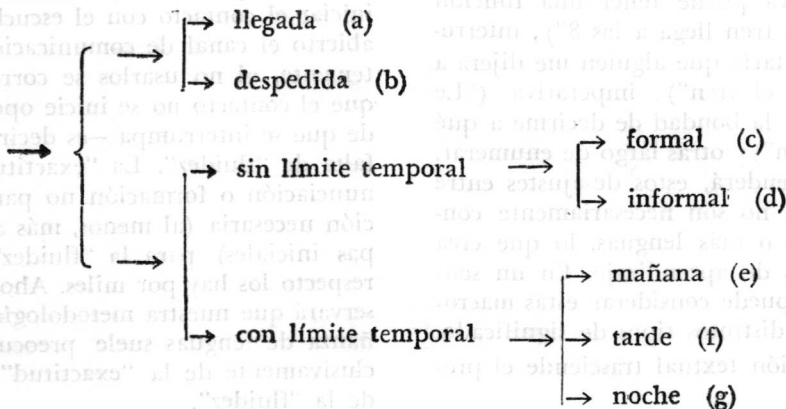 llegada (a)
despedida (b)
sin límite temporal
formal (c)
informal (d)
con límite temporal
mañana (e)
tarde (f)
noche (g)